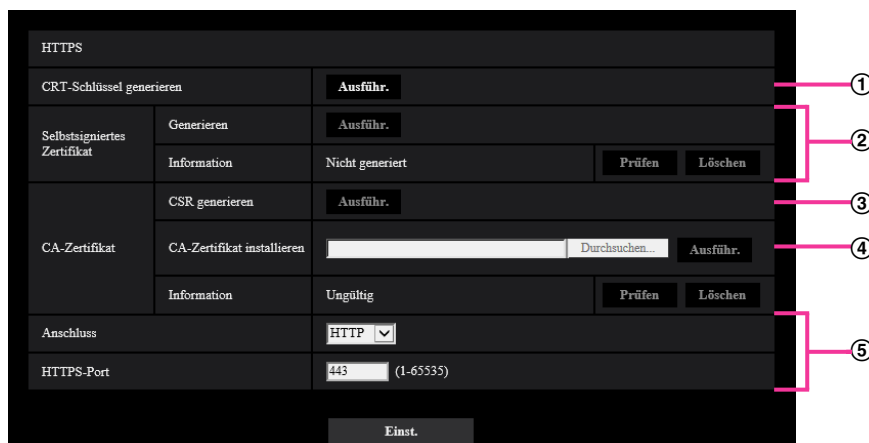 HTTPS
CRT-Schlüssel generieren Ausführ. ①
Selbstsigniertes Zertifikat
Generieren Ausführ.
②
Information Nicht generiert Prüfen Löschen
CSR generieren Ausführ. ③
CA-Zertifikat
CA-Zertifikat installieren Durchsuchen... Ausführ. ④
Information Ungültig Prüfen Löschen
Anschluss HTTP
⑤
HTTPS-Port 443 (1-65535)
Einst.